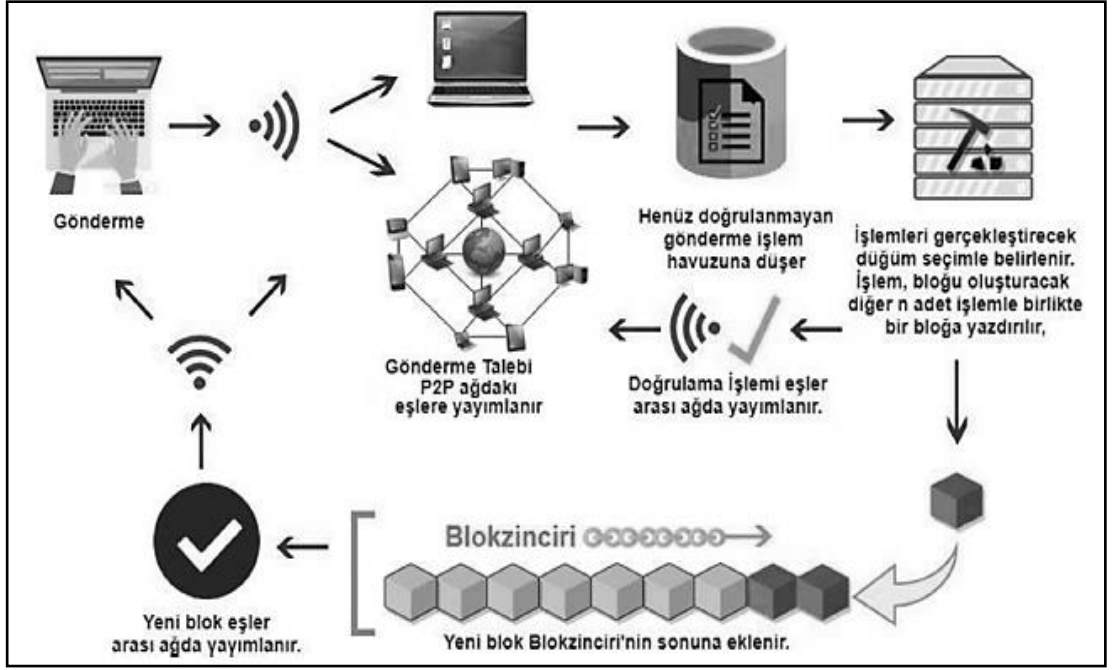 Gönderme
Henüz doğrulanmayan
gönderme işlem
havuzuna düşer
İşlemleri gerçekleştirecek
düğüm seçimle belirlenir.
İşlem, bloğu oluşturacak
diğer n adet işlemle birlikte
bir bloğa yazdırılır,
Gönderme Talebi
P2P ağdakı
eşlere yayımlanır
Doğrulama İşlemi eşler
arası ağda yayımlanır.
Blokzinciri
Yeni blok Blokzinciri'nin sonuna eklenir.
Yeni blok eşler
arası ağda yayımlanır.